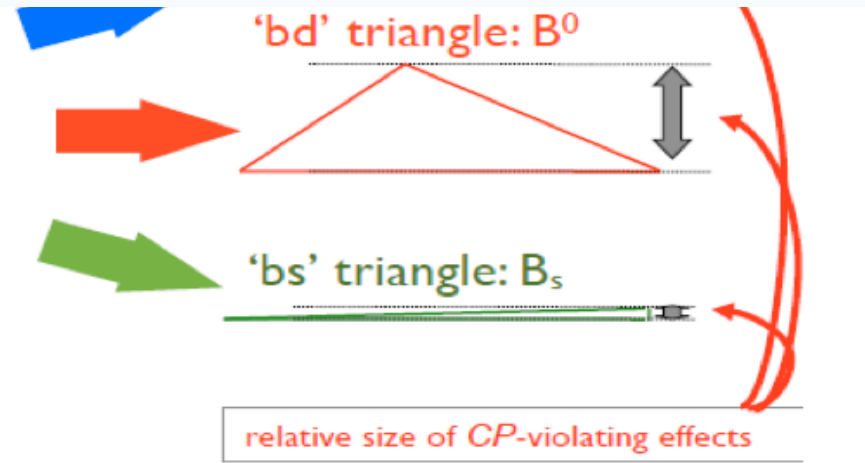 ‘bd’ triangle: B⁰
‘bs’ triangle: Bₛ
relative size of CP-violating effects